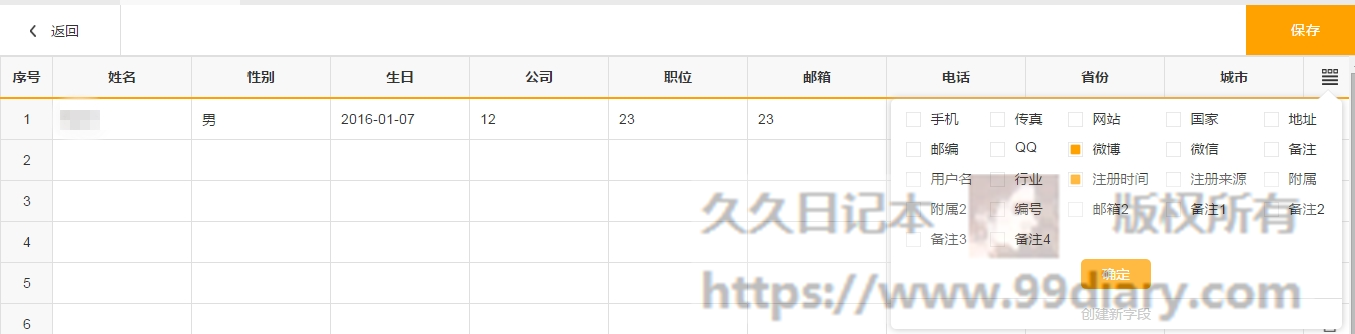 返回 保存
序号 姓名 性别 生日 公司 职位 邮箱 电话 省份 城市
1 男 2016-01-07 12 23 23
手机 传真 网站 国家 地址
2
邮编 QQ 微博 微信 备注
用户名 行业 注册时间 注册来源 附属
3
久久日记本 版权所有
附属2 编号 邮箱2 备注1 备注2
4
备注3 备注4
5
确定
https://www.99diary.com
创建新字段
6